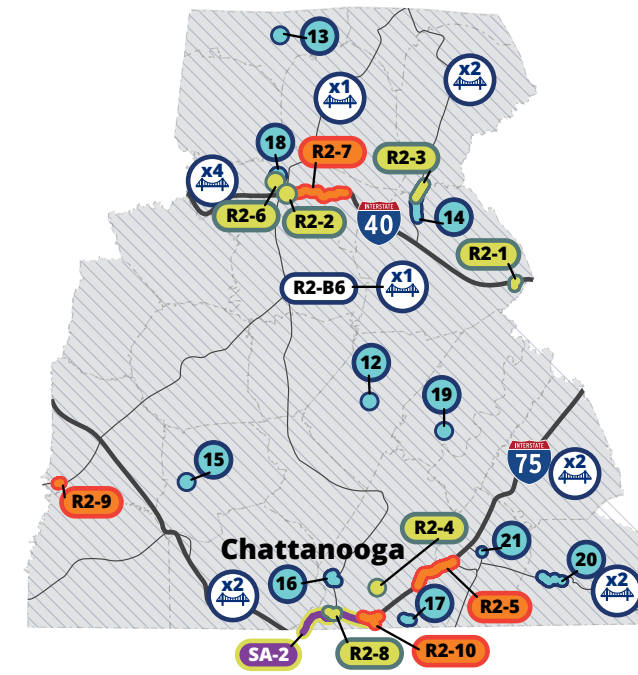 13
x1
x2
18
R2-7
R2-3
x4
R2-6
R2-2
INTERSTATE
40
14
R2-1
R2-B6
x1
12
19
15
INTERSTATE
75
x2
R2-9
R2-4
Chattanooga
21
20
16
x2
17
R2-5
x2
SA-2
R2-8
R2-10